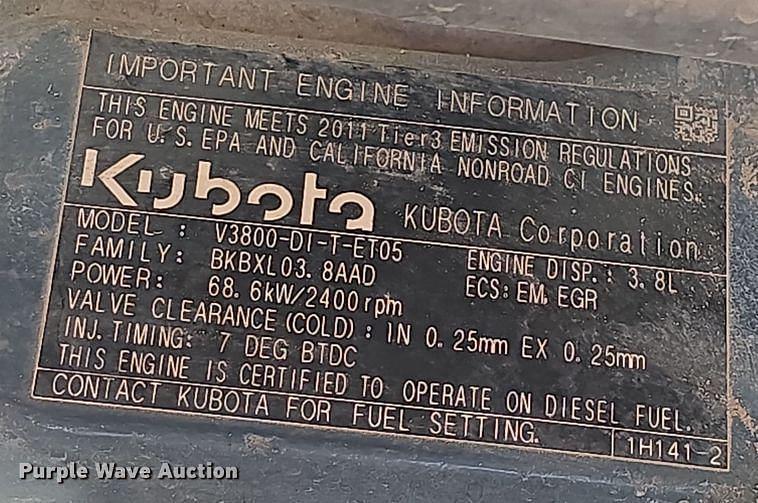 IMPORTANT ENGINE INFORMATION
THIS ENGINE MEETS 2011 Tier3 EMISSION REGULATIONS
FOR U.S.EPA AND CALIFORNIA NONROAD CI ENGINES.
Kubota KUBOTA Corporation
MODEL : V3800-DI-T-ET05 ENGINE DISP.: 3.8L
FAMILY: BKBXL03.8AAD ECS:EM,EGR
POWER: 68.6kW/2400rpm
VALVE CLEARANCE(COLD): IN 0.25mm EX 0.25mm
INJ.TIMING: 7 DEG BTDC
THIS ENGINE IS CERTIFIED TO OPERATE ON DIESEL FUEL.
CONTACT KUBOTA FOR FUEL SETTING. 1H141-2
Purple Wave Auction